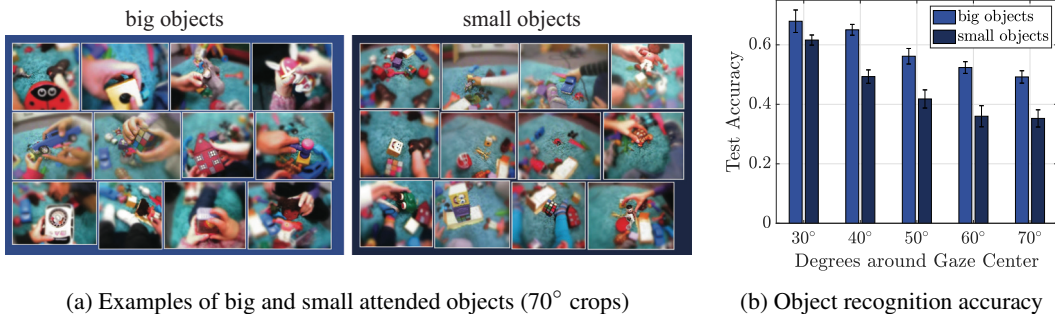 big objects
small objects
big objects
small objects
0.6
0.4
0.2
0
Test Accuracy
30° 40° 50° 60° 70°
Degrees around Gaze Center
(a) Examples of big and small attended objects (70° crops)
(b) Object recognition accuracy